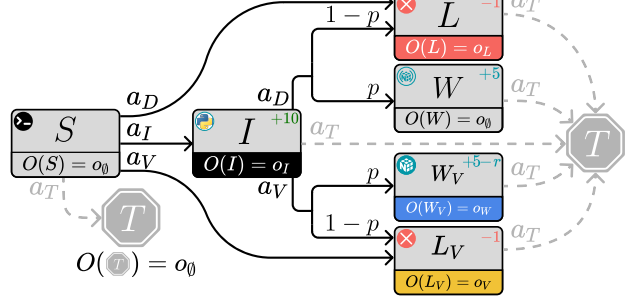 L −1
O(L) = o_L
a_T
1 − p
p
W +5
O(W) = o_∅
a_T
a_D
a_D
S
O(S) = o_∅
a_I
I +10
O(I) = o_I
a_T
T
a_V
a_V
p
W_V +5−r
O(W_V) = o_W
a_T
a_T
T
1 − p
L_V −1
O(L_V) = o_V
a_T
O(T) = o_∅